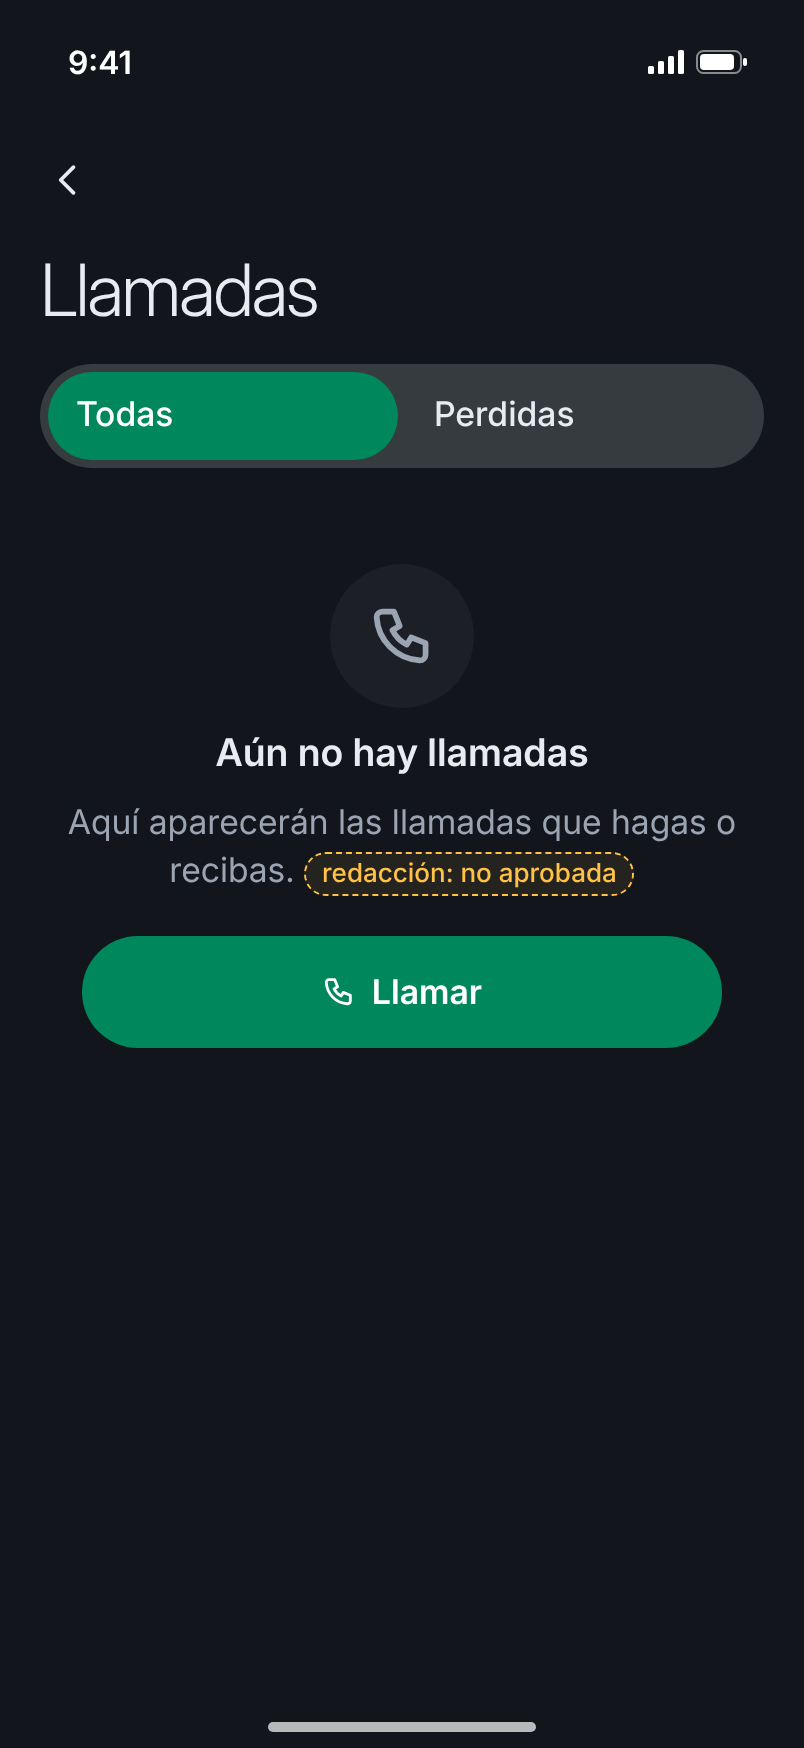 9:41
Llamadas
Todas Perdidas
Aún no hay llamadas
Aquí aparecerán las llamadas que hagas o
recibas. redacción: no aprobada
Llamar